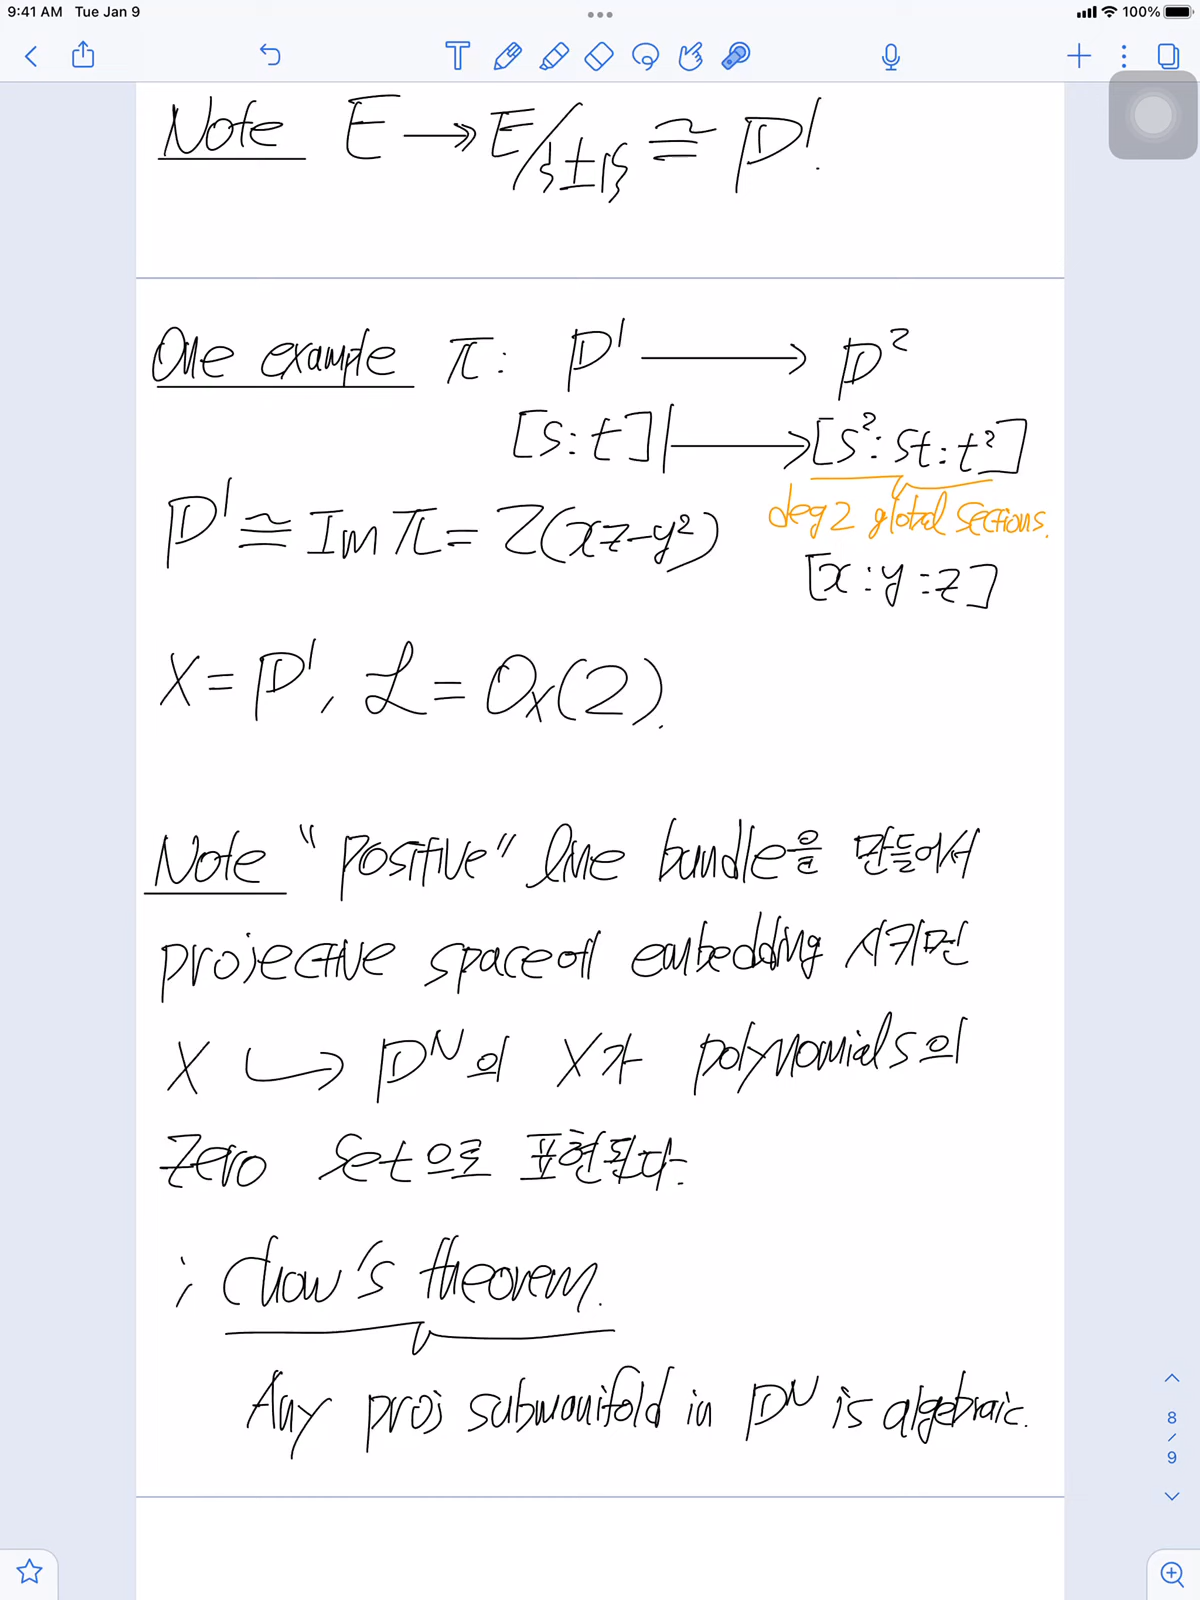 9:41 AM Tue Jan 9
100%
Note E ↠ E/{±1} ≅ P¹.
One example π: P¹ ⟶ P²
[s:t] ⟼ [s²: st: t²]
deg 2 global sections.
P¹ ≅ Im π = Z(xz-y²)
[x:y:z]
X = P¹, L = Ox(2).
Note "positive" line bundle을 만들어서
projective space에 embedding 시키면
X ↪ P^N의 X가 polynomials의
Zero Set으로 표현된다.
; Chow's theorem.
Any proj submanifold in P^N is algebraic.
8
/
9